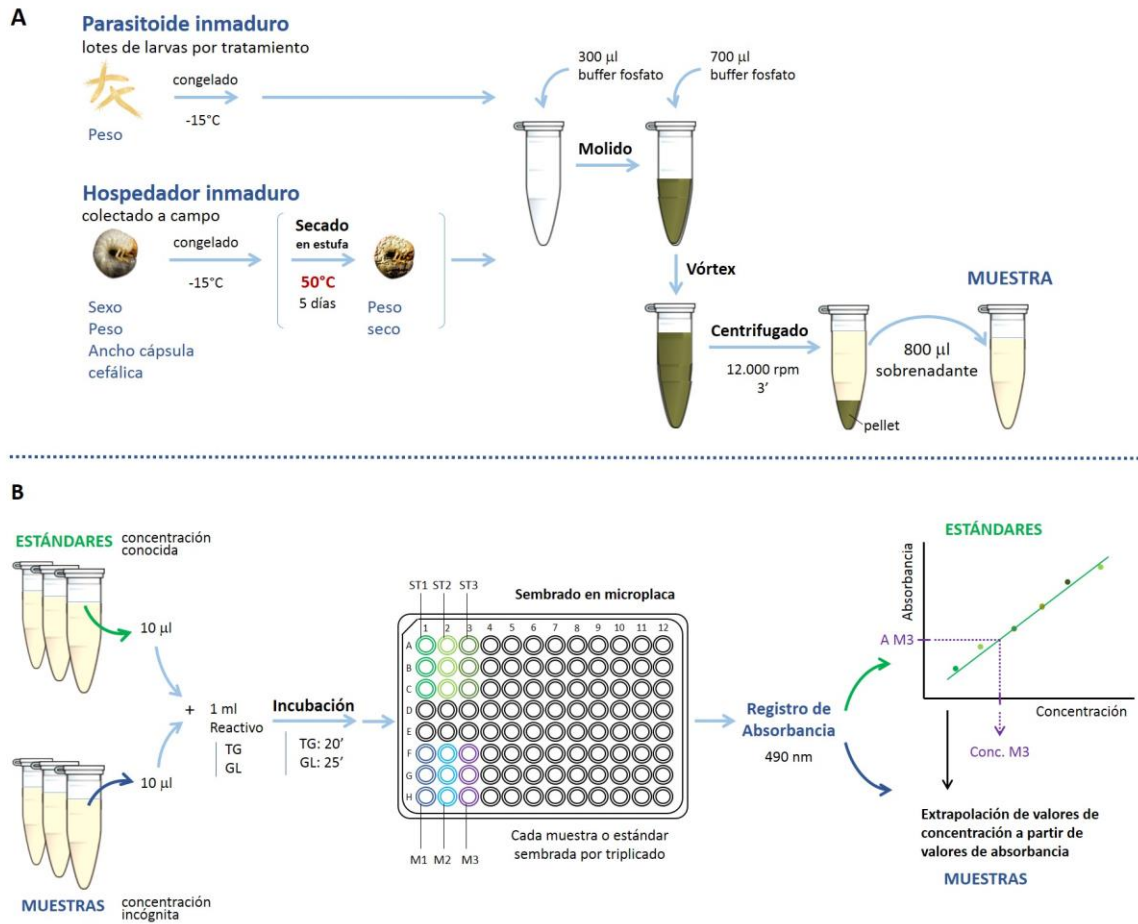 A
Parasitoide inmaduro
lotes de larvas por tratamiento
congelado
-15°C
Peso
300 µl
buffer fosfato
700 µl
buffer fosfato
Molido
Hospedador inmaduro
colectado a campo
congelado
-15°C
Secado
en estufa
50°C
5 días
Peso
seco
Sexo
Peso
Ancho cápsula
cefálica
Vórtex
MUESTRA
Centrifugado
12.000 rpm
3’
800 µl
sobrenadante
pellet
B
ESTÁNDARES
concentración
conocida
10 µl
+ 1 ml
Reactivo
TG
GL
Incubación
TG: 20’
GL: 25’
10 µl
MUESTRAS
concentración
incógnita
ST1 ST2 ST3
Sembrado en microplaca
1 2 3 4 5 6 7 8 9 10 11 12
A
B
C
D
E
F
G
H
M1 M2 M3
Cada muestra o estándar
sembrada por triplicado
Registro de
Absorbancia
490 nm
ESTÁNDARES
Absorbancia
A M3
Concentración
Conc. M3
Extrapolación de valores de
concentración a partir de
valores de absorbancia
MUESTRAS